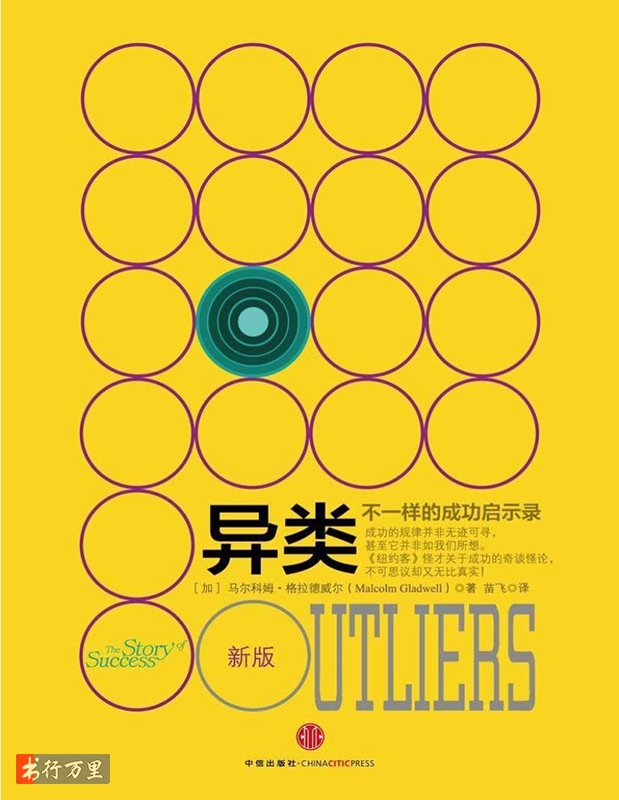 异类
不一样的成功启示录
成功的规律并非无迹可寻，
甚至它并非如我们所想。
《纽约客》怪才关于成功的奇谈怪论，
不可思议却又无比真实！
［加］马尔科姆·格拉德威尔（Malcolm Gladwell）◎著 苗飞◎译
The Story of
Success
新版
UTLIERS
中信出版社·CHINACITICPRESS
书行万里